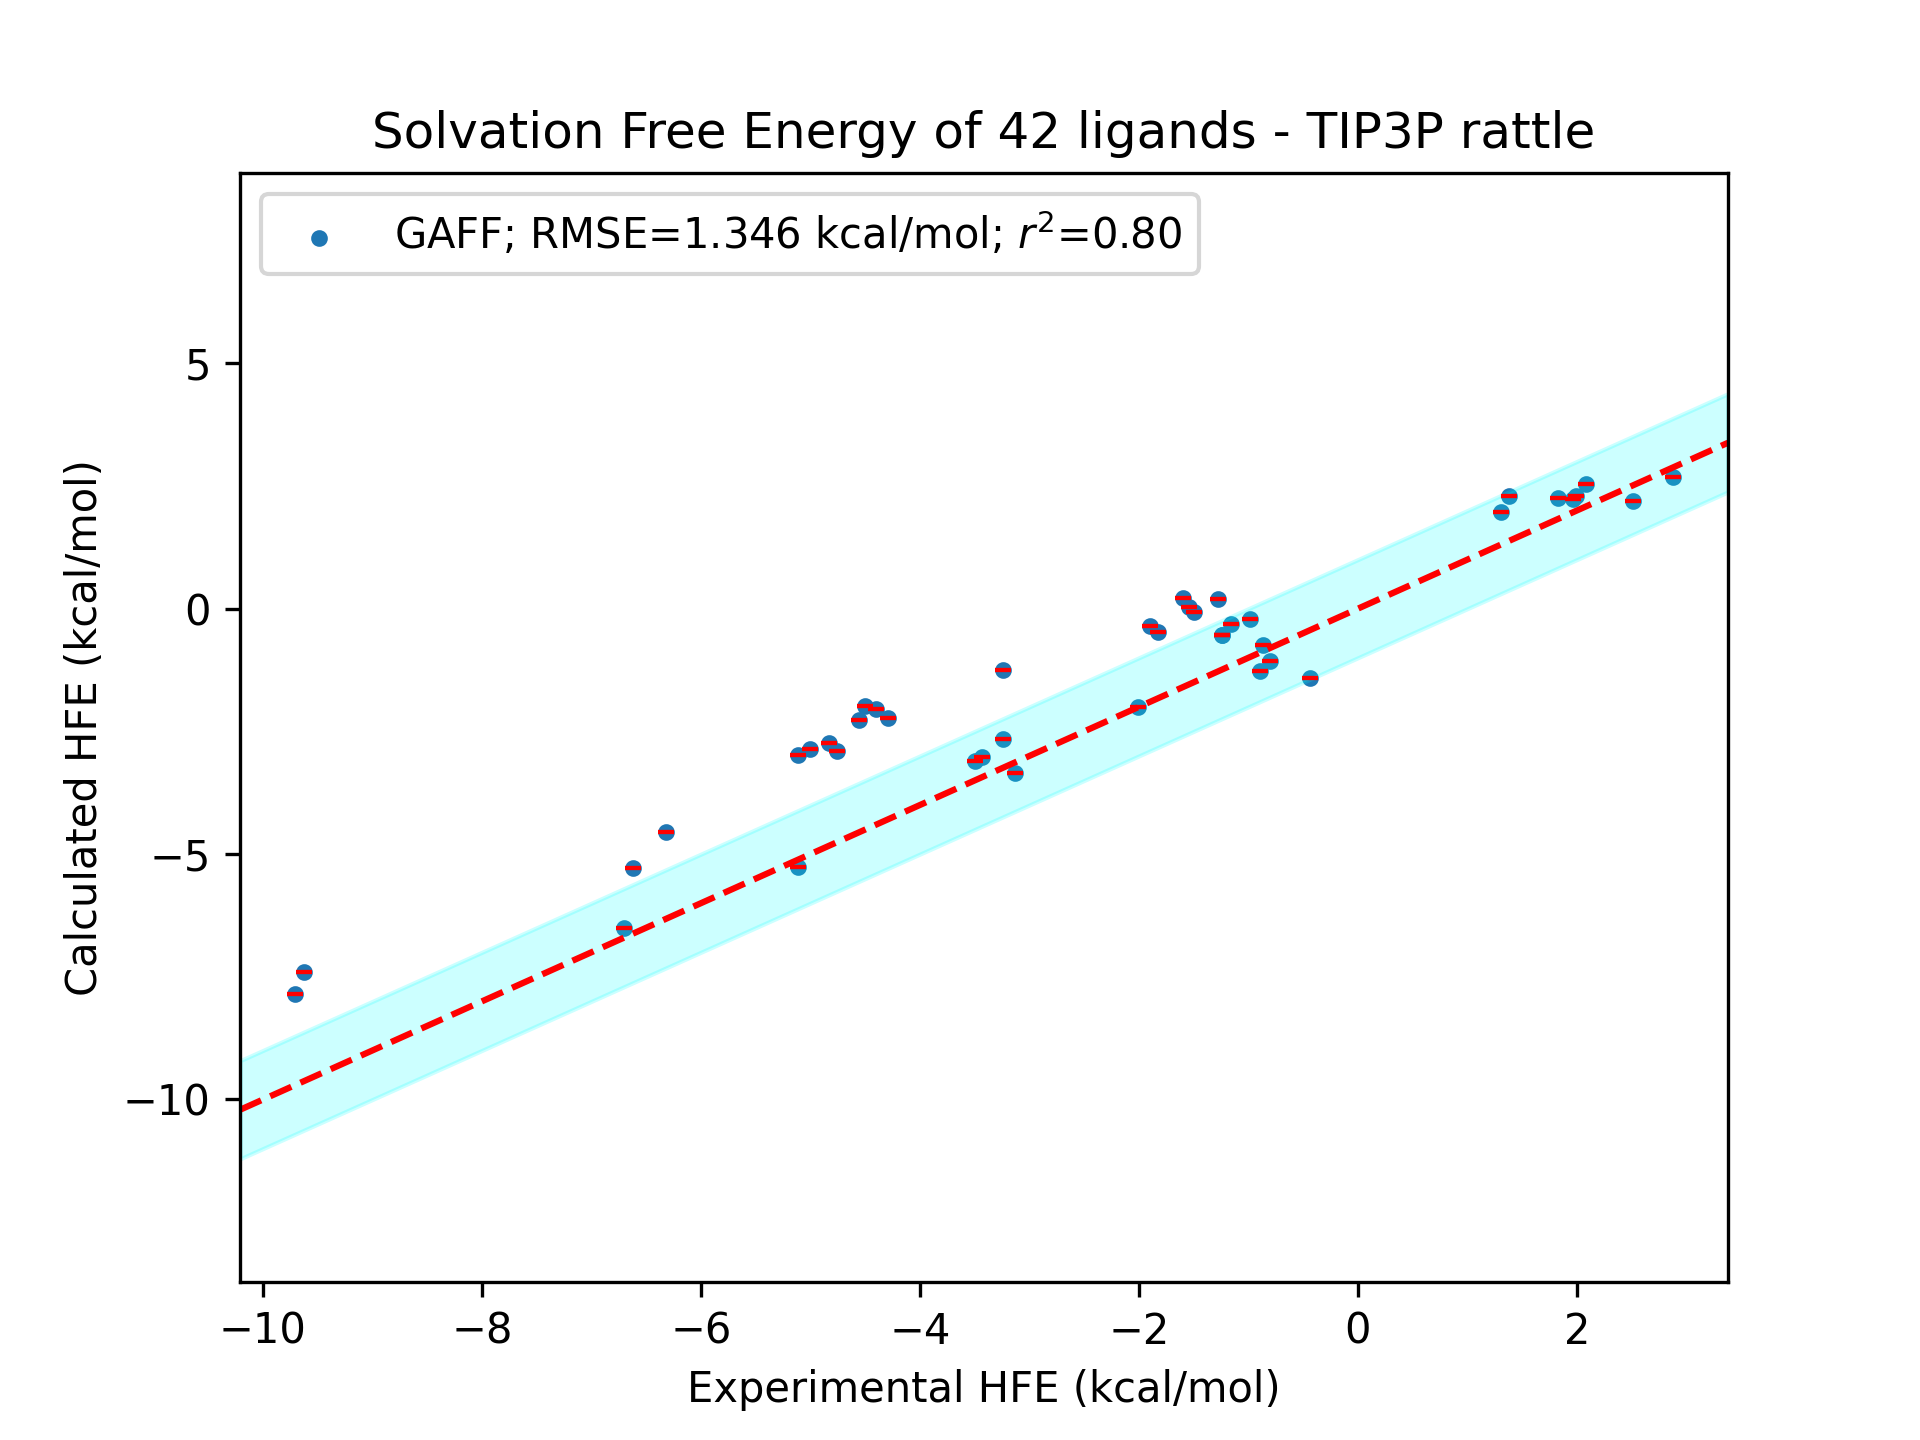 Solvation Free Energy of 42 ligands - TIP3P rattle
GAFF; RMSE=1.346 kcal/mol; r²=0.80
5
0
−5
−10
Calculated HFE (kcal/mol)
−10 −8 −6 −4 −2 0 2
Experimental HFE (kcal/mol)